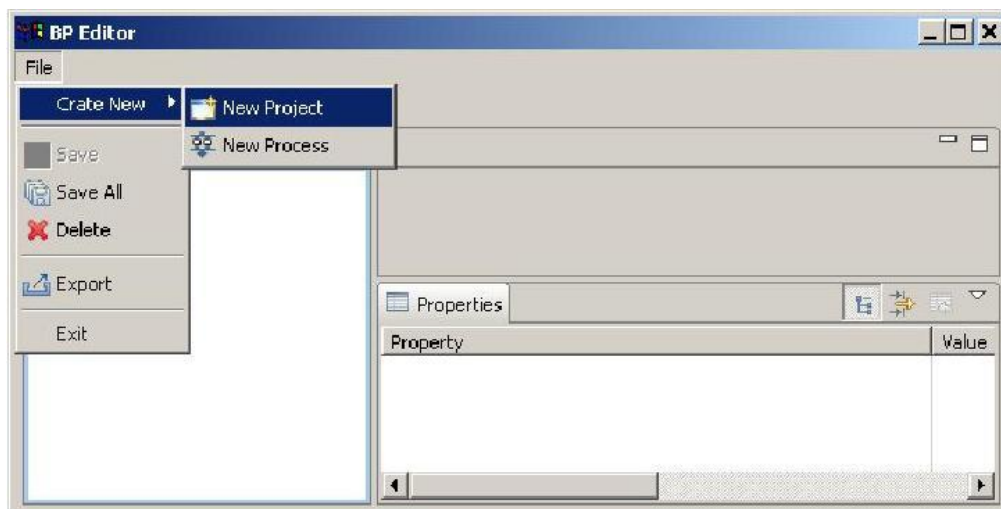 BP Editor
File
Crate New
New Project
New Process
Save
Save All
Delete
Export
Exit
Properties
Property Value